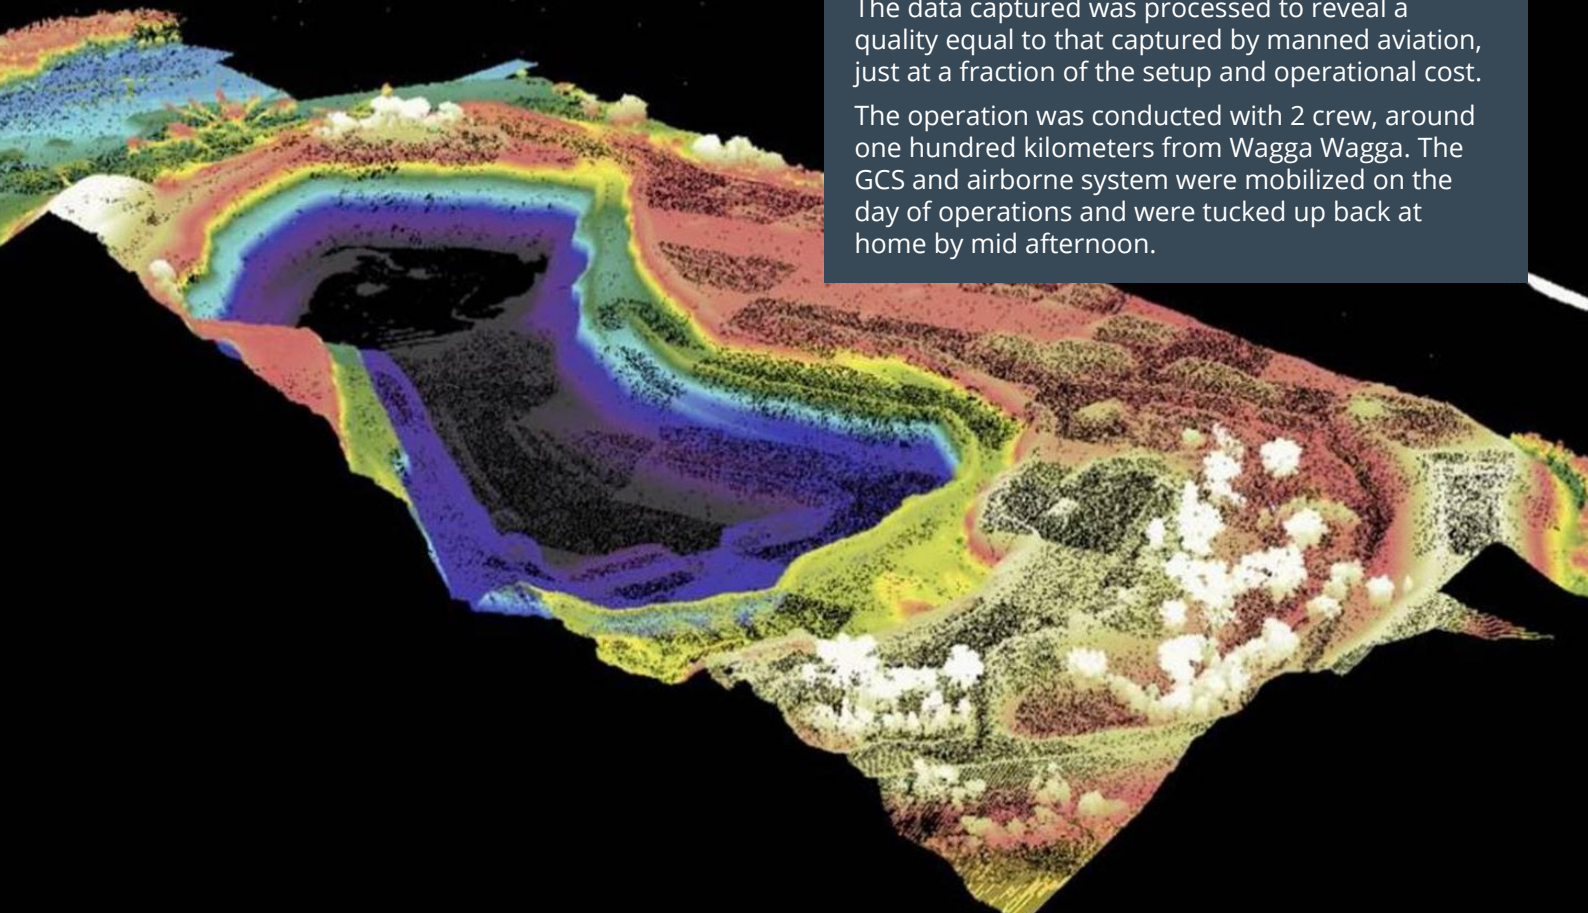 The data captured was processed to reveal a
quality equal to that captured by manned aviation,
just at a fraction of the setup and operational cost.
The operation was conducted with 2 crew, around
one hundred kilometers from Wagga Wagga. The
GCS and airborne system were mobilized on the
day of operations and were tucked up back at
home by mid afternoon.